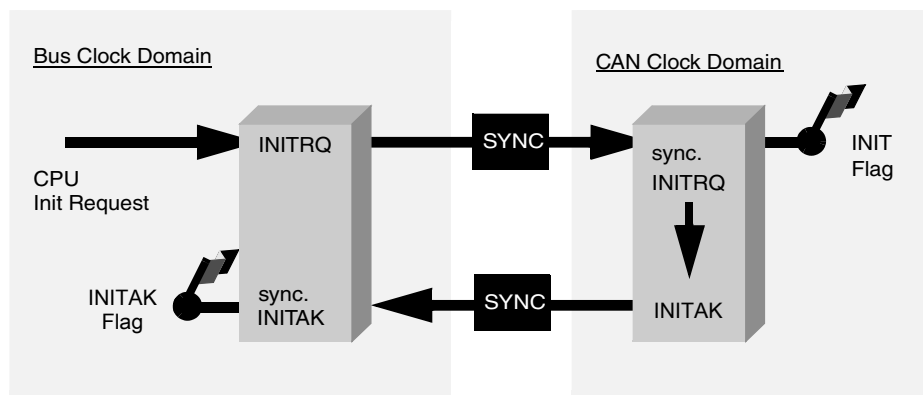 Bus Clock Domain
CAN Clock Domain
CPU
Init Request
INITRQ
SYNC
sync.
INITRQ
INIT
Flag
INITAK
Flag
sync.
INITAK
SYNC
INITAK